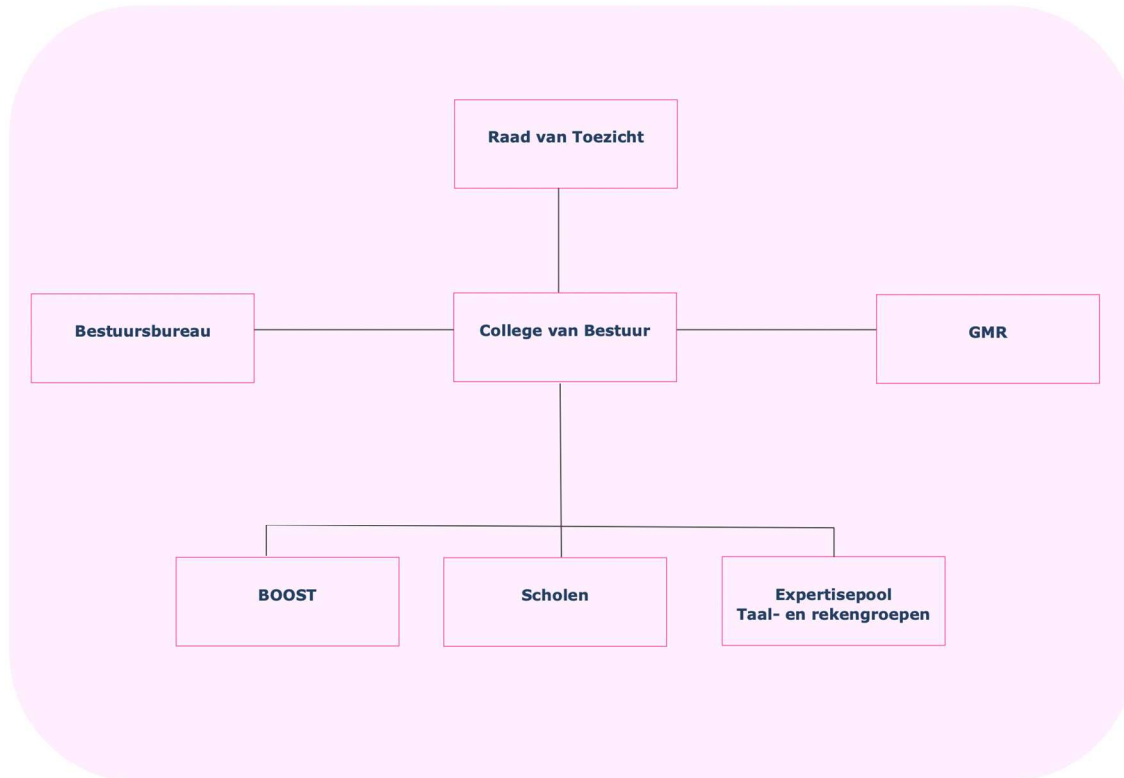 Raad van Toezicht
Bestuursbureau
College van Bestuur
GMR
BOOST
Scholen
Expertisepool
Taal- en rekengroepen